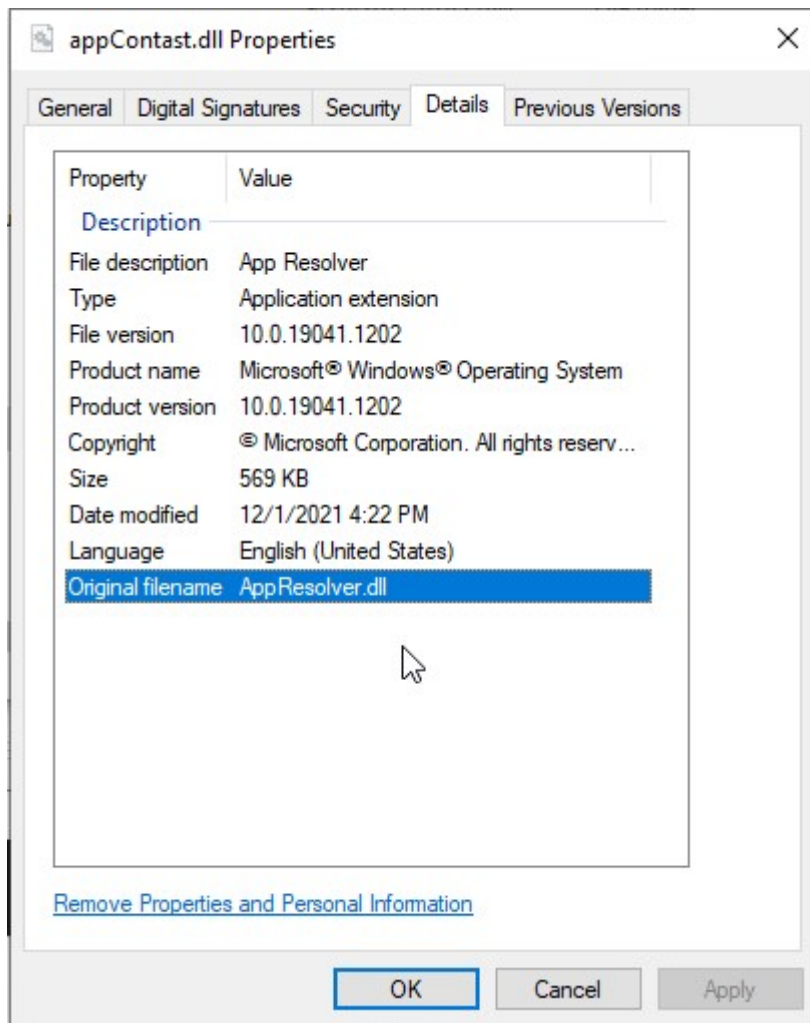 appContast.dll Properties
General Digital Signatures Security Details Previous Versions
Property Value
Description
File description App Resolver
Type Application extension
File version 10.0.19041.1202
Product name Microsoft® Windows® Operating System
Product version 10.0.19041.1202
Copyright © Microsoft Corporation. All rights reserv...
Size 569 KB
Date modified 12/1/2021 4:22 PM
Language English (United States)
Original filename AppResolver.dll
Remove Properties and Personal Information
OK Cancel Apply